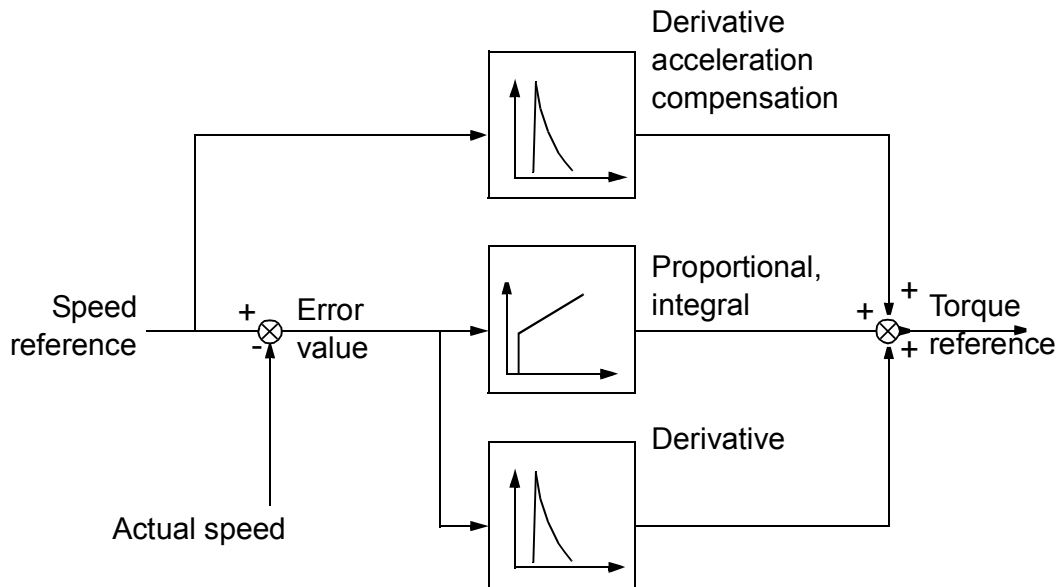 Derivative
acceleration
compensation
Proportional,
integral
Speed
reference
+
-
Error
value
+
+
+
Torque
reference
Derivative
Actual speed